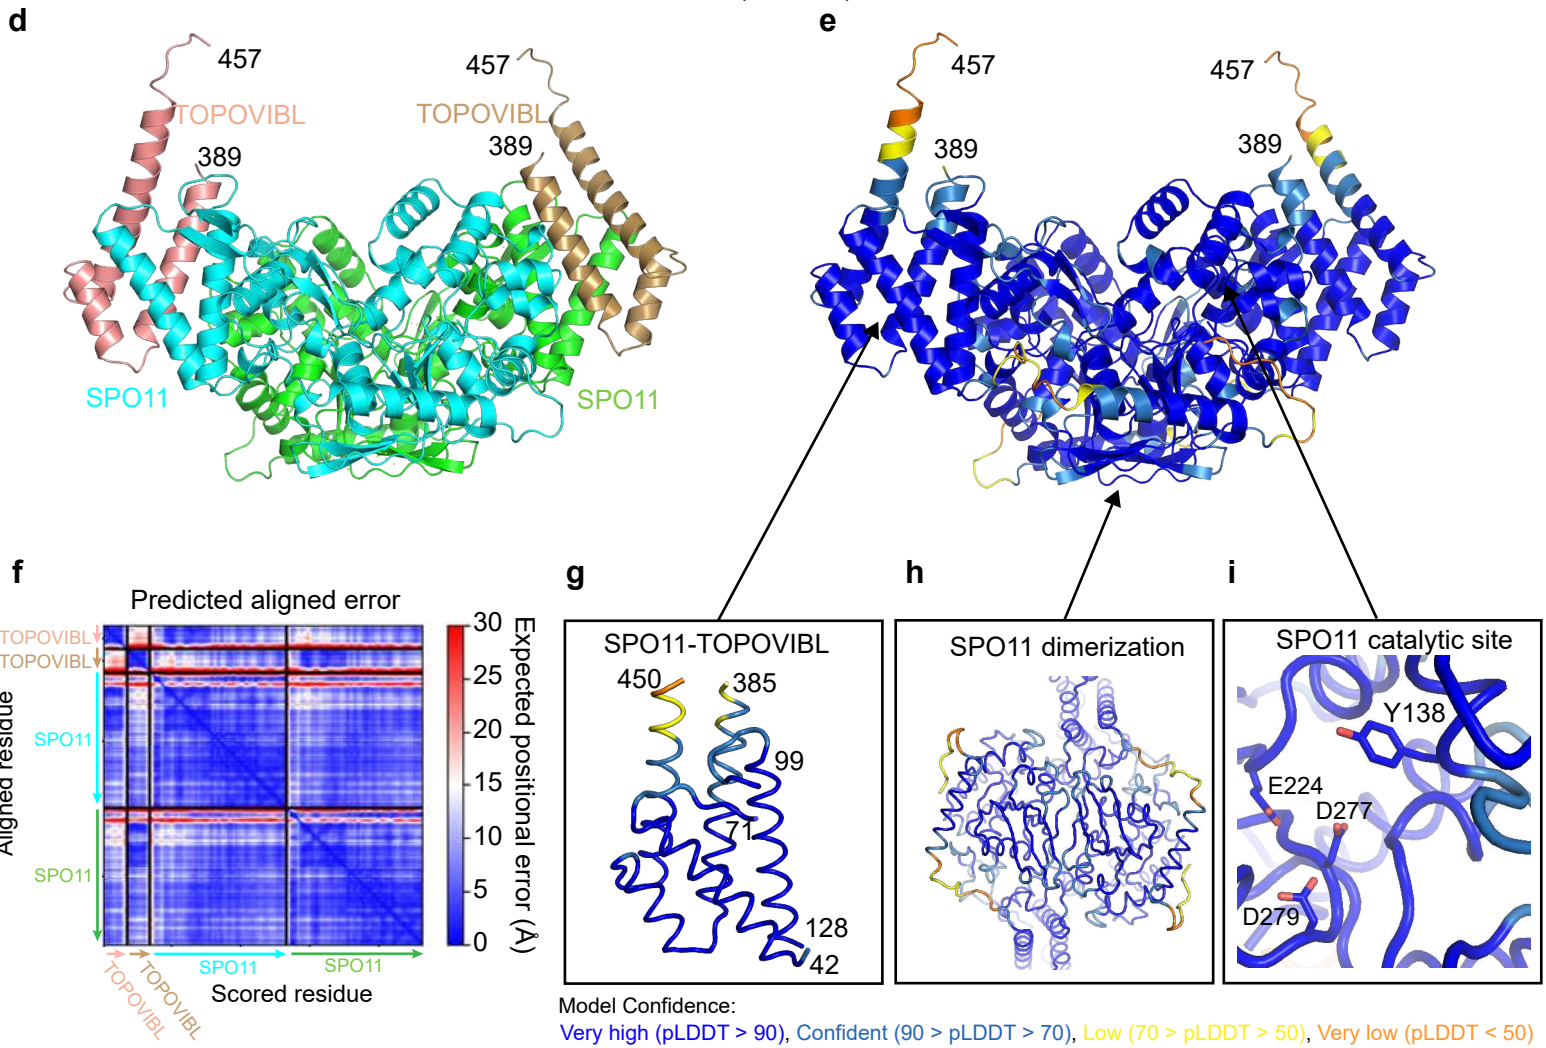 d
e
457
457
TOPOVIBL
TOPOVIBL
389
389
SPO11
SPO11
457
457
389
389
f
g
h
i
Predicted aligned error
TOPOVIBL
TOPOVIBL
SPO11
SPO11
Aligned residue
30
25
20
15
10
5
0
Expected positional error (Å)
TOPOVIBL
TOPOVIBL
SPO11
SPO11
Scored residue
SPO11-TOPOVIBL
450
385
99
71
128
42
SPO11 dimerization
SPO11 catalytic site
Y138
E224
D277
D279
Model Confidence:
Very high (pLDDT > 90), Confident (90 > pLDDT > 70), Low (70 > pLDDT > 50), Very low (pLDDT < 50)